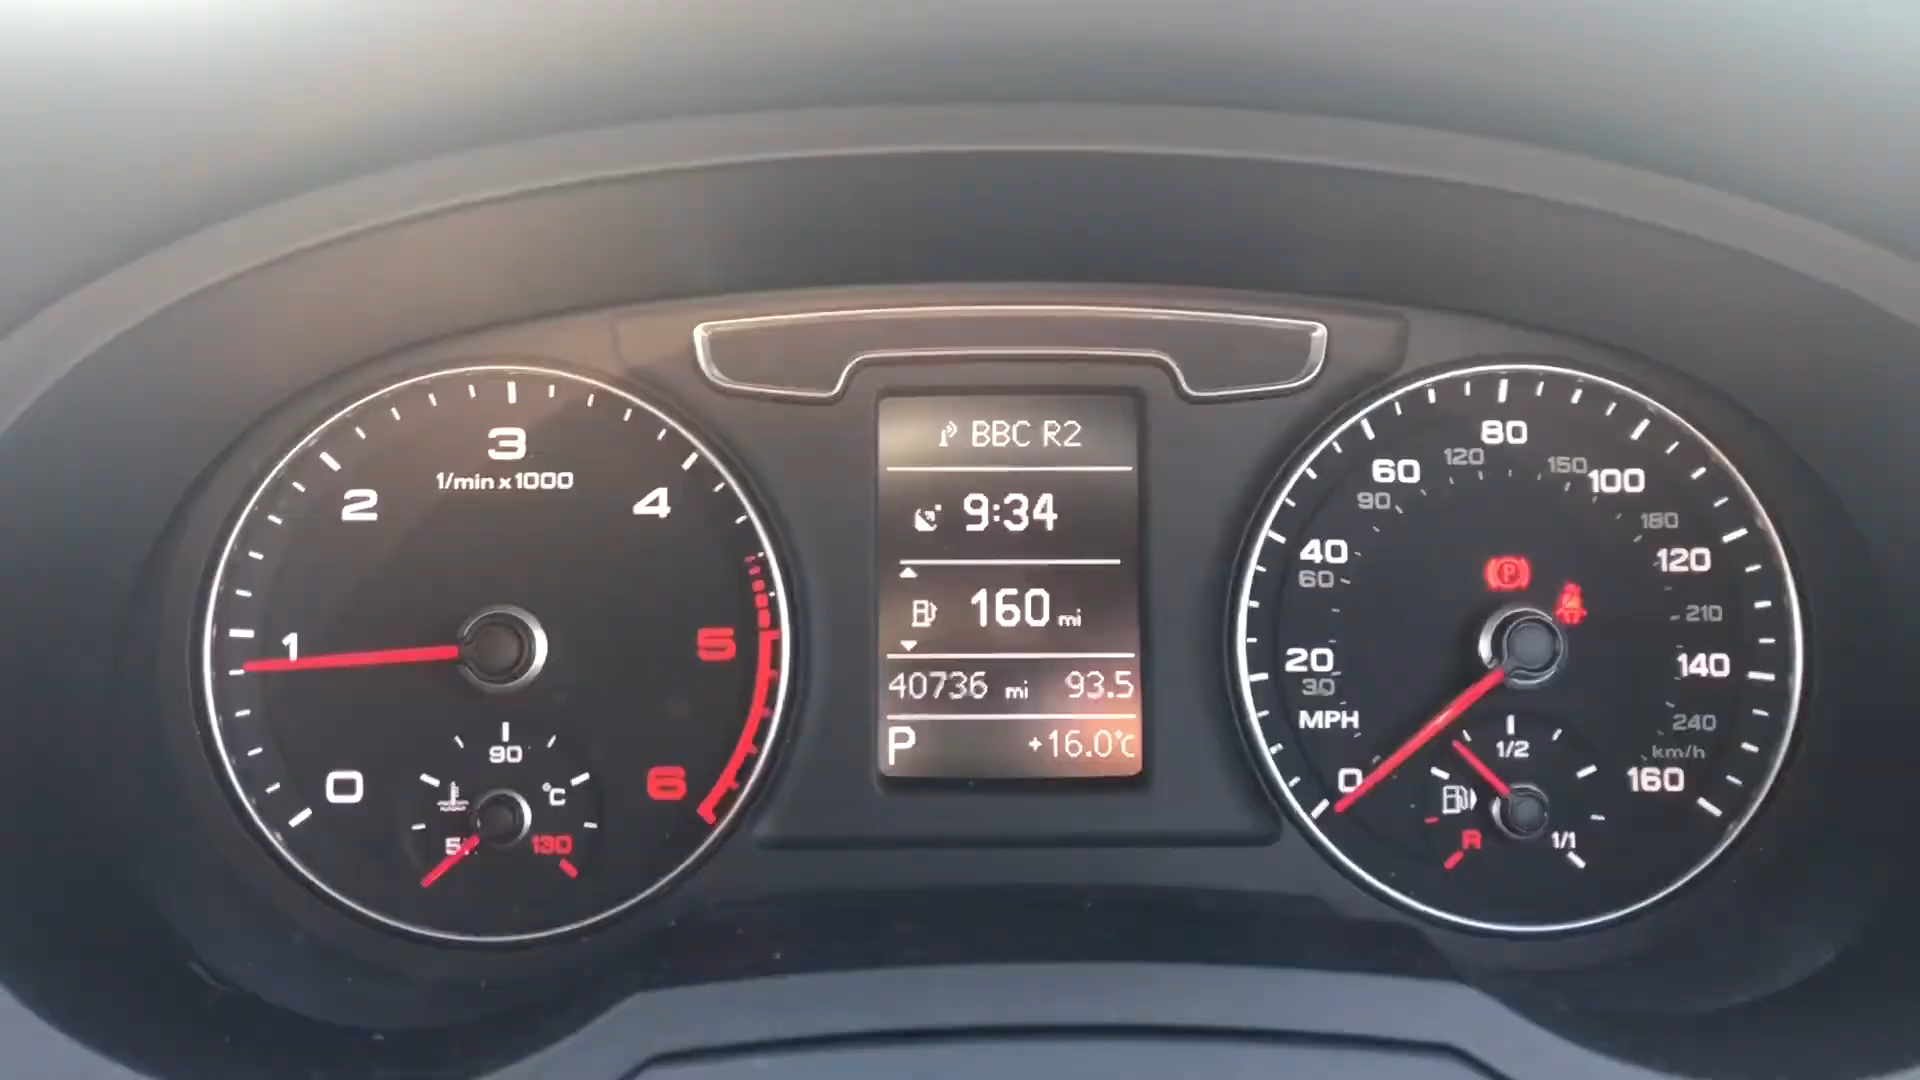 BBC R2
9:34
160 mi
40736 mi 93.5
P +16.0°C
0
1
2
3
1/min x 1000
4
5
6
90
°C
130
0
20
40
60
80
100
120
140
160
MPH
30
60
90
120
150
180
210
240
km/h
P
1/2
R
1/1